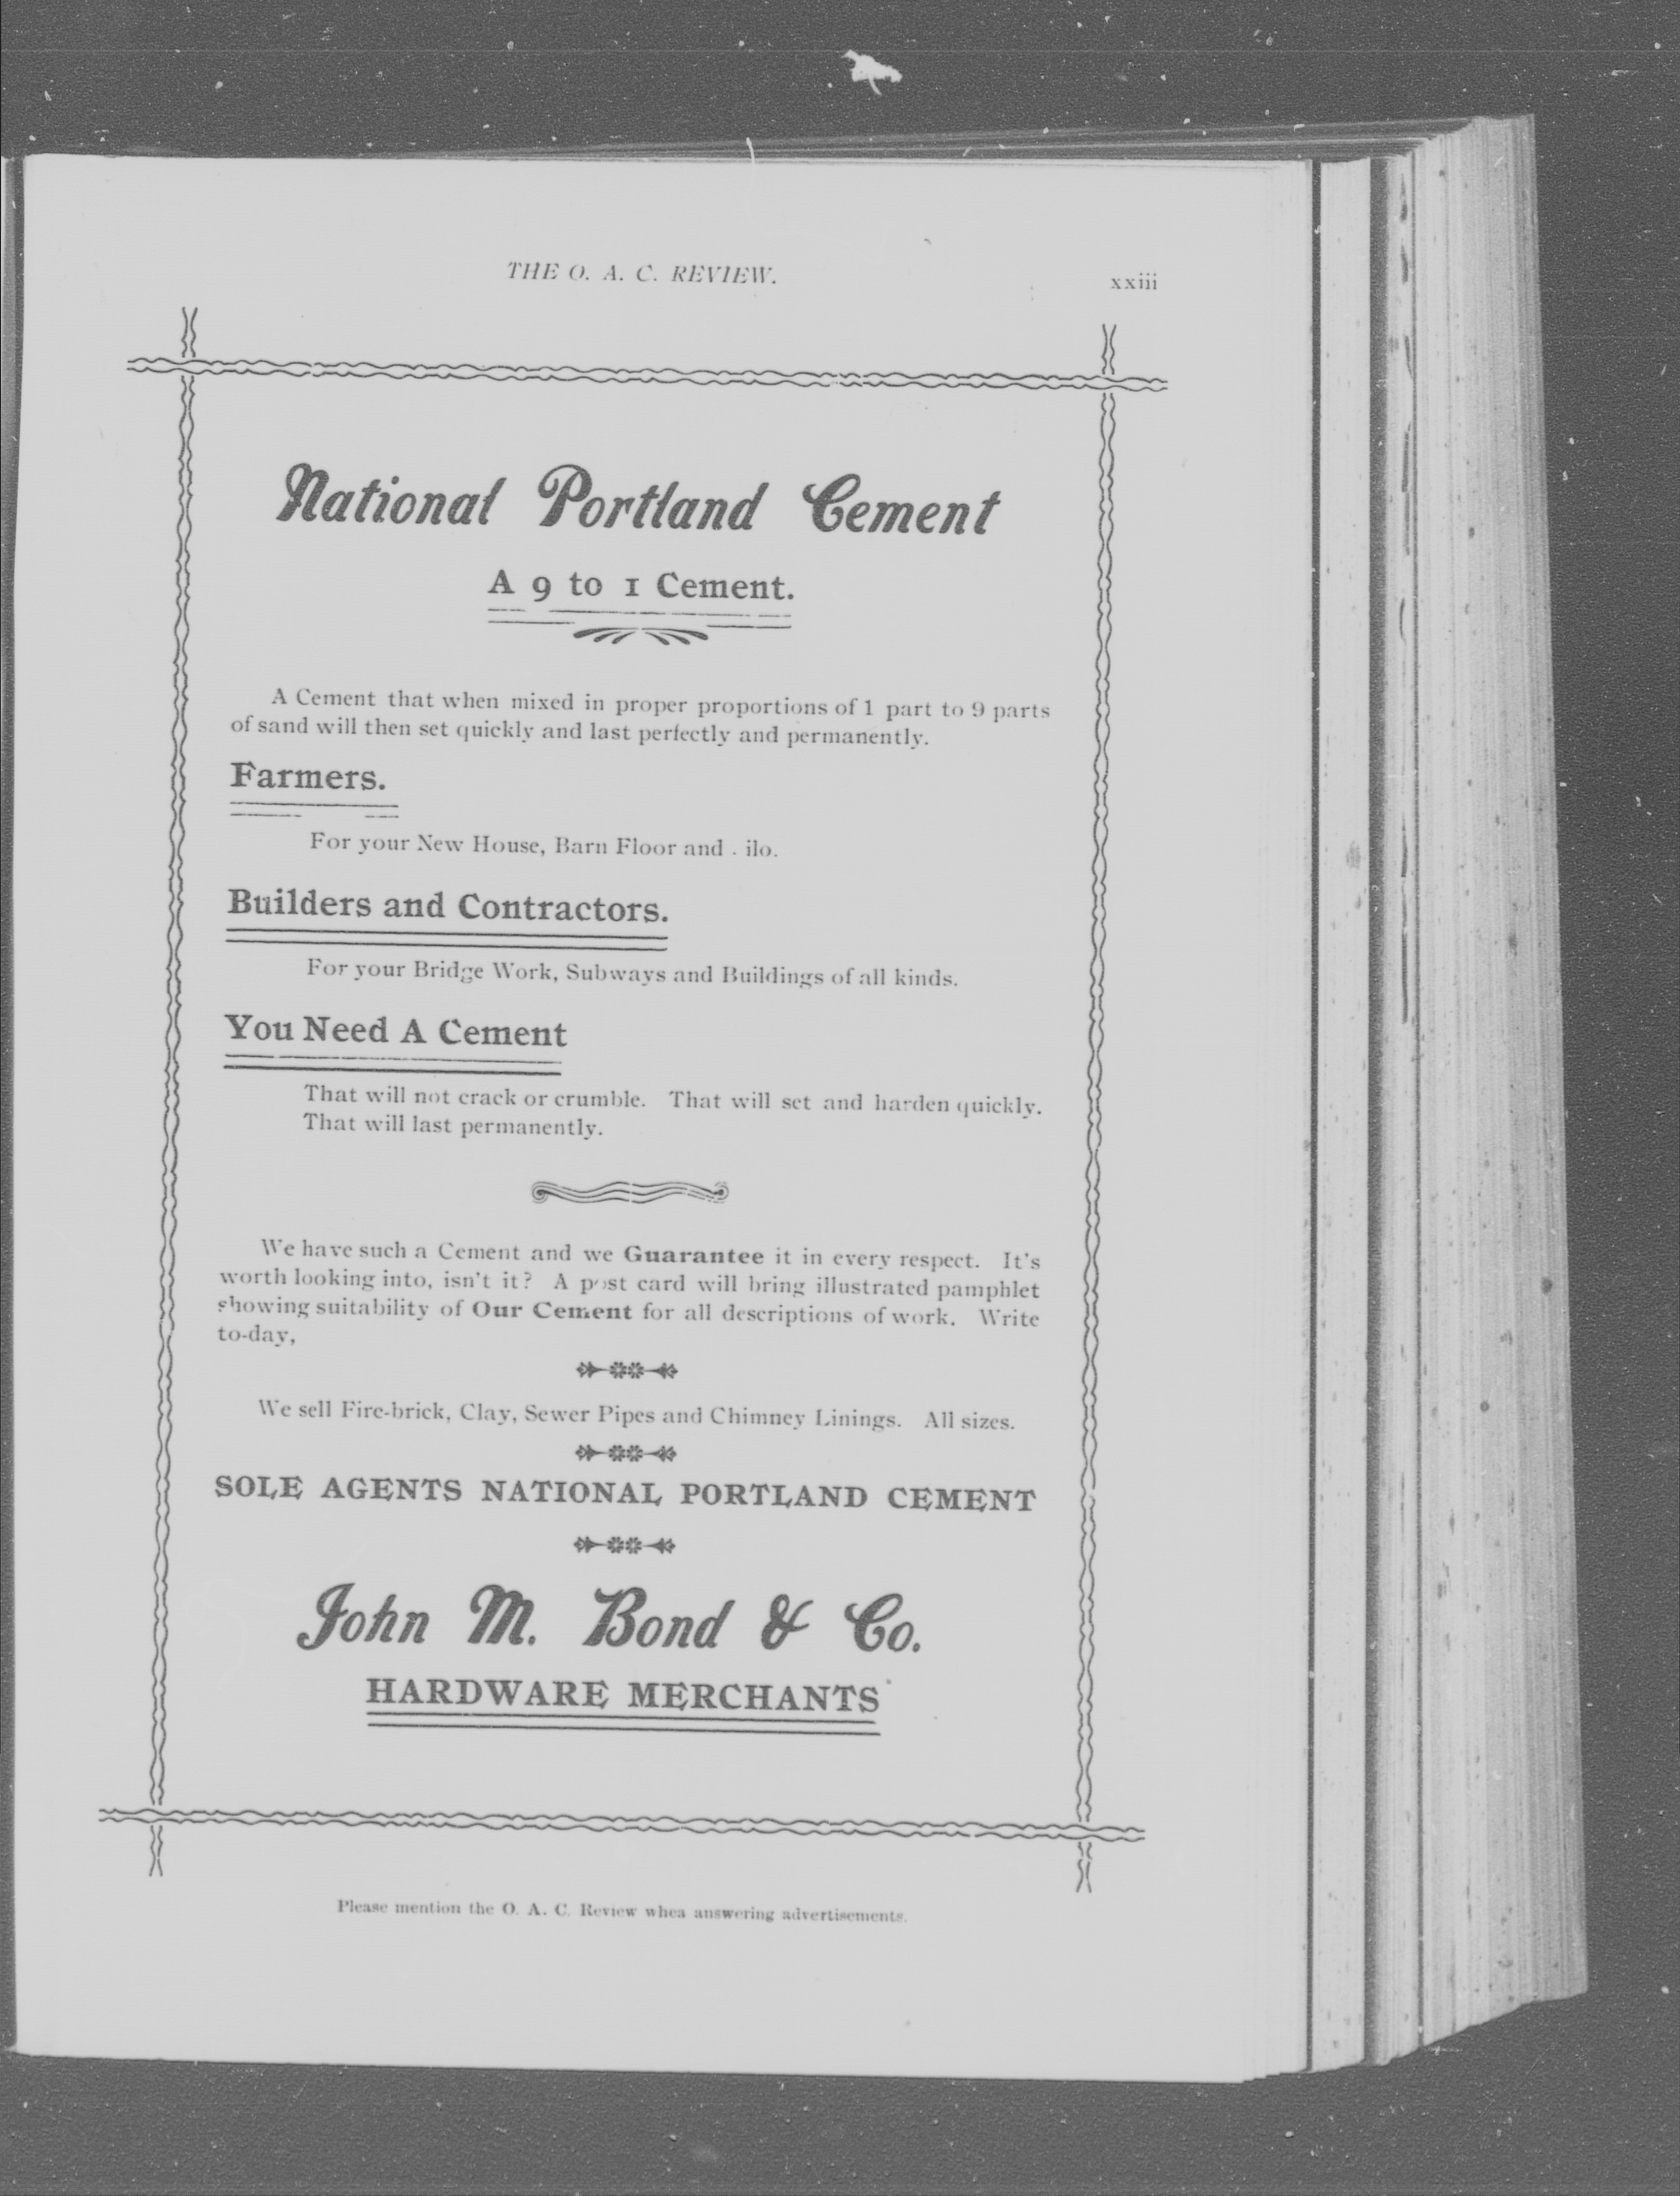 THE O. A. C. REVIEW.
xxiii
National Portland Cement
A 9 to 1 Cement.
A Cement that when mixed in proper proportions of 1 part to 9 parts
of sand will then set quickly and last perfectly and permanently.
Farmers.
For your New House, Barn Floor and . ilo.
Builders and Contractors.
For your Bridge Work, Subways and Buildings of all kinds.
You Need A Cement
That will not crack or crumble. That will set and harden quickly.
That will last permanently.
We have such a Cement and we Guarantee it in every respect. It's
worth looking into, isn't it? A post card will bring illustrated pamphlet
showing suitability of Our Cement for all descriptions of work. Write
to-day,
We sell Fire-brick, Clay, Sewer Pipes and Chimney Linings. All sizes.
SOLE AGENTS NATIONAL PORTLAND CEMENT
John M. Bond & Co.
HARDWARE MERCHANTS
Please mention the O. A. C. Review whea answering advertisements.